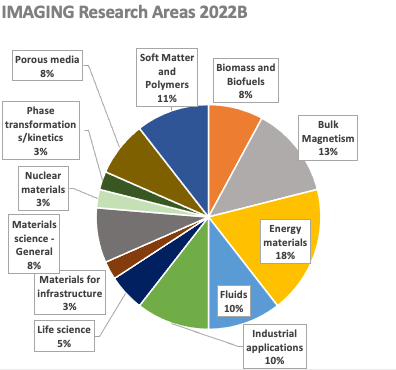 IMAGING Research Areas 2022B
Soft Matter
and
Polymers
11%
Biomass and
Biofuels
8%
Bulk
Magnetism
13%
Energy
materials
18%
Fluids
10%
Industrial
applications
10%
Life science
5%
Materials for
infrastructure
3%
Materials
science -
General
8%
Nuclear
materials
3%
Phase
transformation
s/kinetics
3%
Porous media
8%